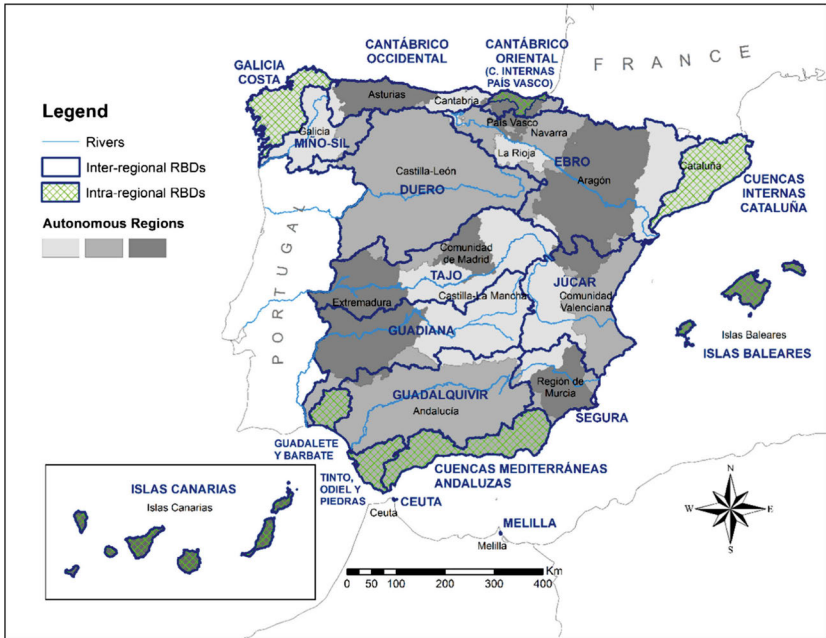 CANTÁBRICO
OCCIDENTAL
CANTÁBRICO
ORIENTAL
(C. INTERNAS
PAÍS VASCO)
FRANCE
GALICIA
COSTA
Legend
Rivers
Inter-regional RBDs
Intra-regional RBDs
Autonomous Regions
Asturias
Cantabria
País Vasco
Navarra
Galicia
MIÑO-SIL
La Rioja
EBRO
Castilla-León
DUERO
Aragón
Cataluña
CUENCAS
INTERNAS
CATALUÑA
PORTUGAL
Comunidad
de Madrid
TAJO
Castilla-La Mancha
JÚCAR
Comunidad
Valenciana
Extremadura
GUADIANA
Islas Baleares
ISLAS BALEARES
GUADALQUIVIR
Andalucía
Región de
Murcia
SEGURA
GUADALETE
Y BARBATE
TINTO,
ODIEL Y
PIEDRAS
CUENCAS MEDITERRÁNEAS
ANDALUZAS
ISLAS CANARIAS
Islas Canarias
CEUTA
Ceuta
MELILLA
Melilla
N
W
E
S
0 50 100 200 300 400 Km